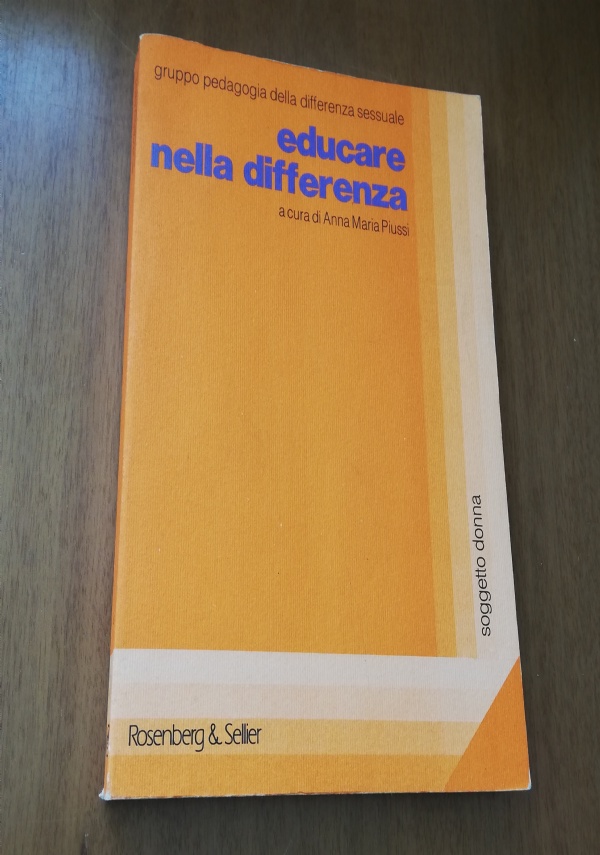 gruppo pedagogia della differenza sessuale
educare
nella differenza
a cura di Anna Maria Piussi
soggetto donna
Rosenberg & Sellier